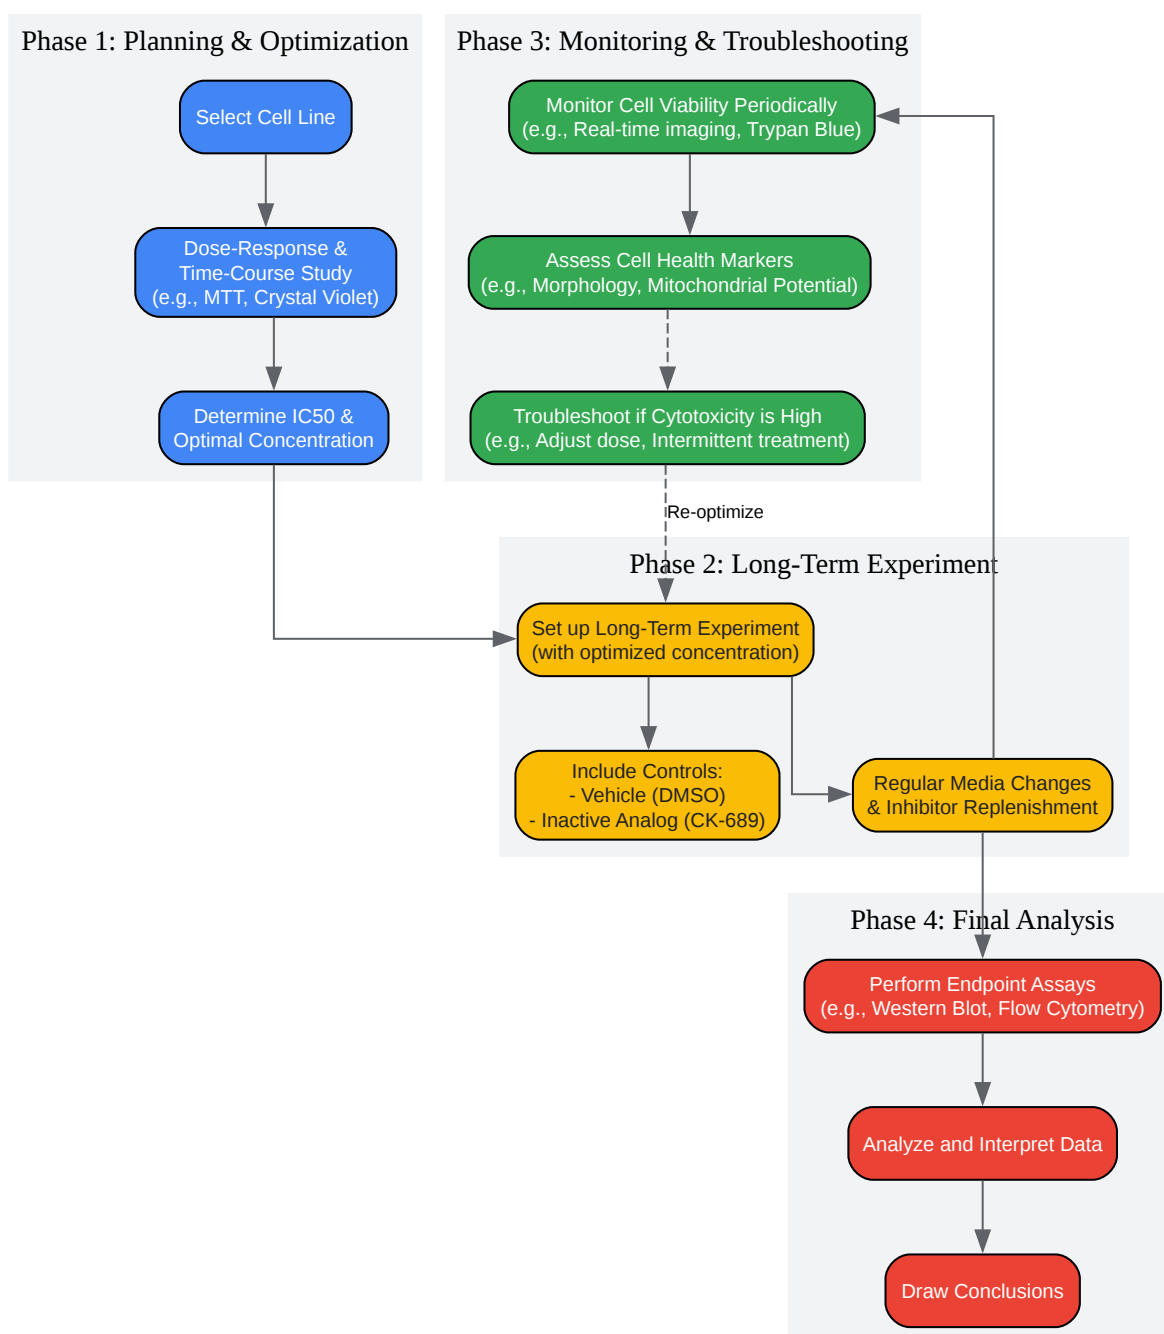 Phase 1: Planning & Optimization
Select Cell Line
Dose-Response &
Time-Course Study
(e.g., MTT, Crystal Violet)
Determine IC50 &
Optimal Concentration
Phase 3: Monitoring & Troubleshooting
Monitor Cell Viability Periodically
(e.g., Real-time imaging, Trypan Blue)
Assess Cell Health Markers
(e.g., Morphology, Mitochondrial Potential)
Troubleshoot if Cytotoxicity is High
(e.g., Adjust dose, Intermittent treatment)
Re-optimize
Phase 2: Long-Term Experiment
Set up Long-Term Experiment
(with optimized concentration)
Include Controls:
- Vehicle (DMSO)
- Inactive Analog (CK-689)
Regular Media Changes
& Inhibitor Replenishment
Phase 4: Final Analysis
Perform Endpoint Assays
(e.g., Western Blot, Flow Cytometry)
Analyze and Interpret Data
Draw Conclusions